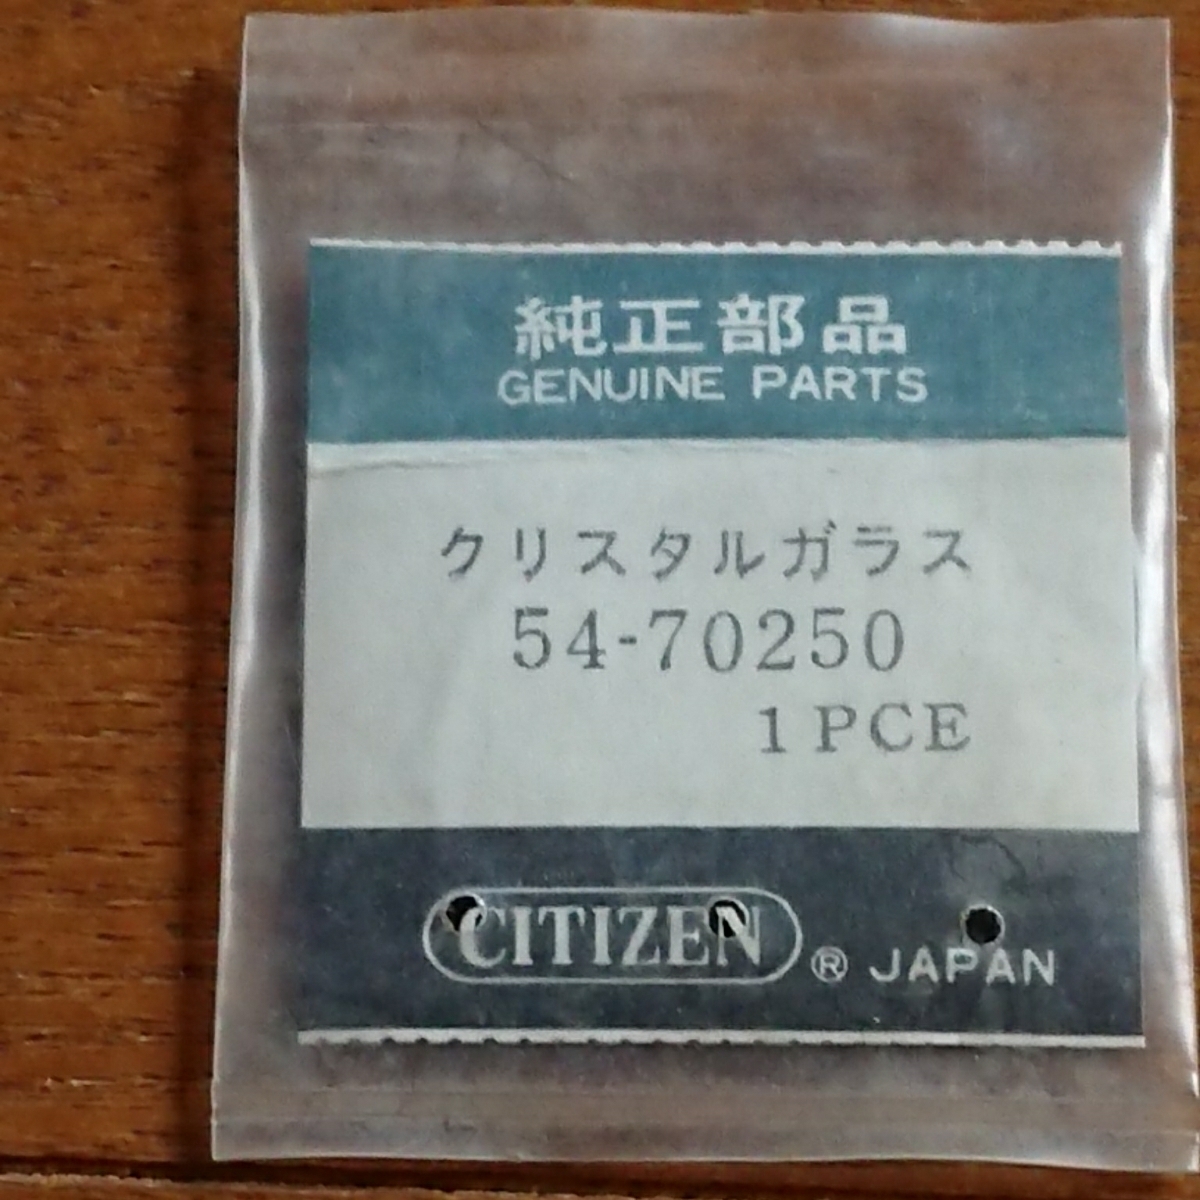 純正部品
GENUINE PARTS
クリスタルガラス
54-70250
1PCE
CITIZEN ® JAPAN